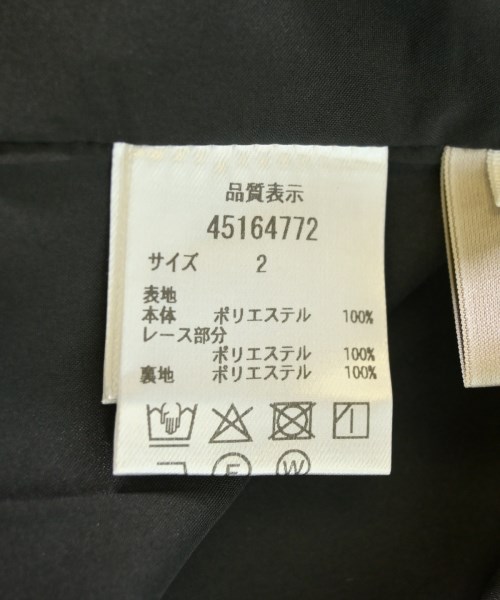 品質表示
45164772
サイズ 2
表地
本体 ポリエステル 100%
レース部分
ポリエステル 100%
裏地 ポリエステル 100%
F W